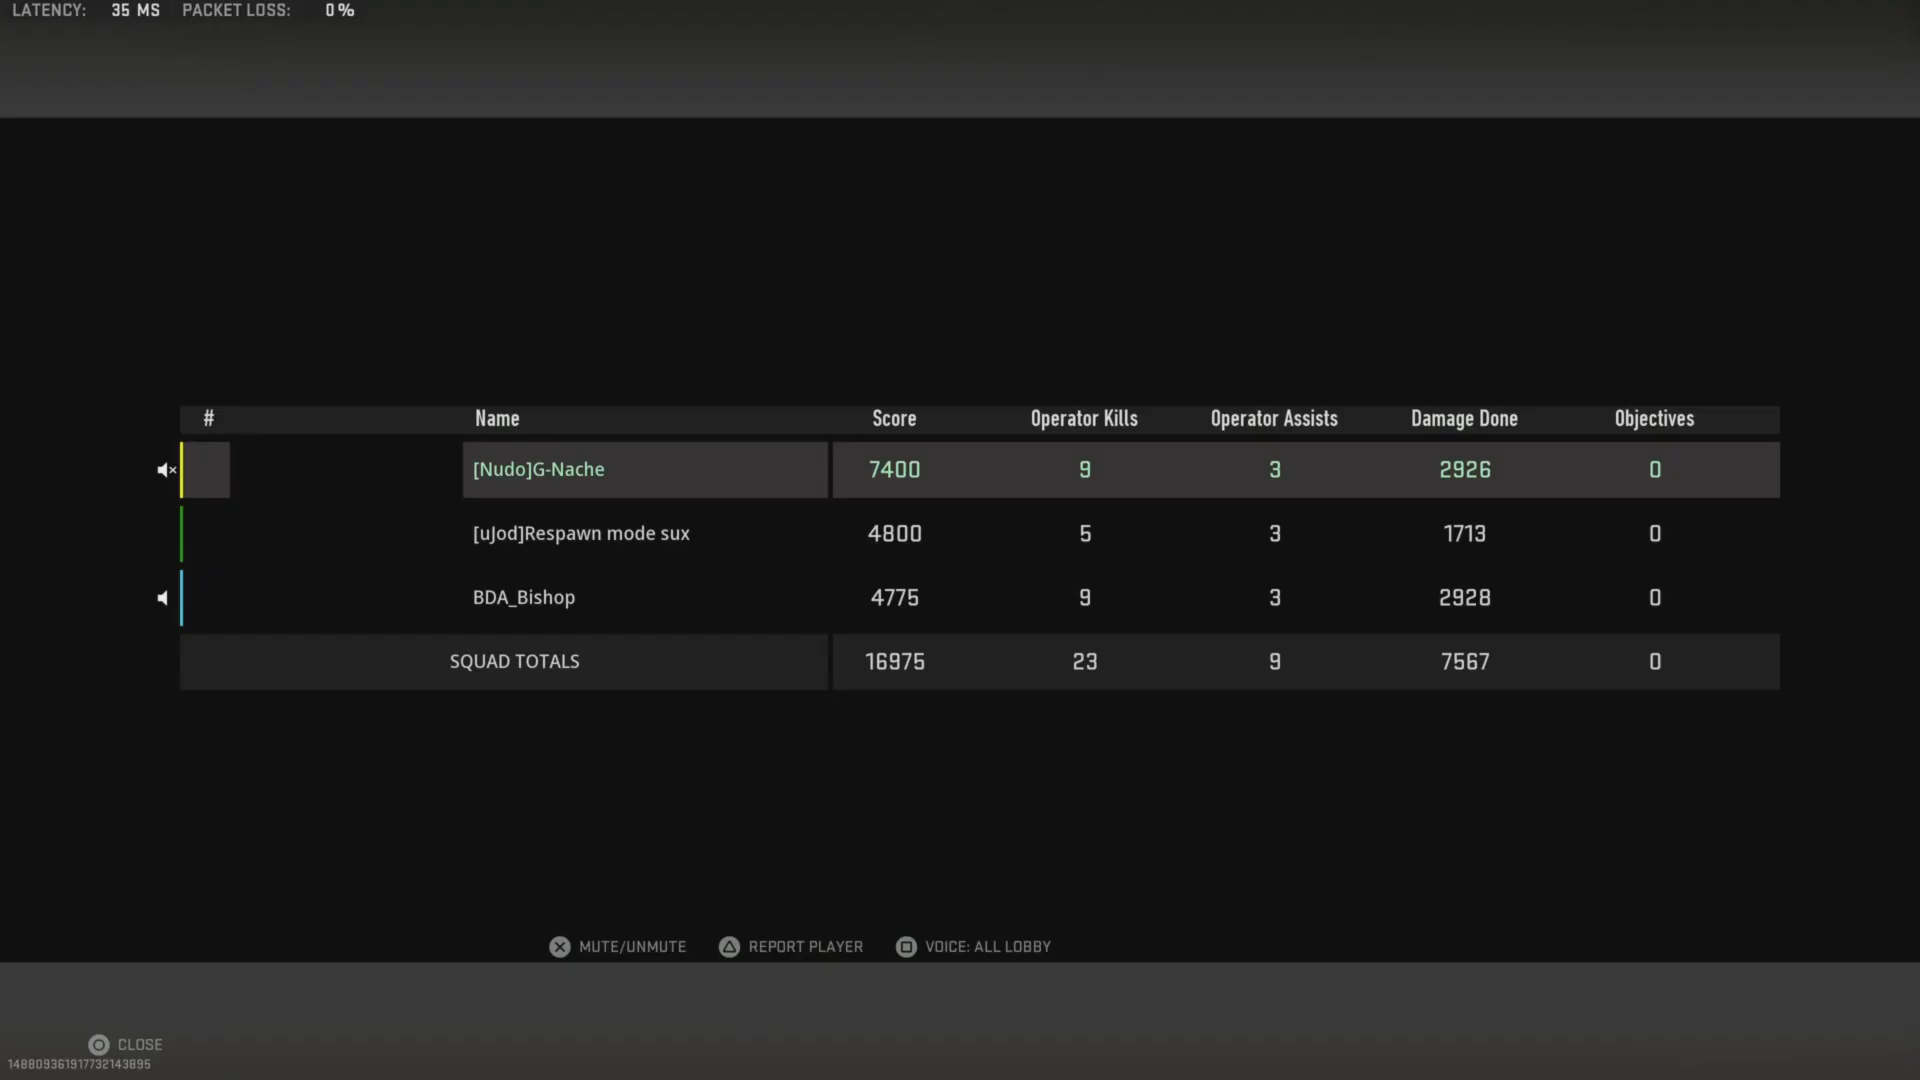 LATENCY: 35 MS PACKET LOSS: 0 %
# Name Score Operator Kills Operator Assists Damage Done Objectives
[Nudo]G-Nache 7400 9 3 2926 0
[uJod]Respawn mode sux 4800 5 3 1713 0
BDA_Bishop 4775 9 3 2928 0
SQUAD TOTALS 16975 23 9 7567 0
MUTE/UNMUTE REPORT PLAYER VOICE: ALL LOBBY
CLOSE
148809361917732143895